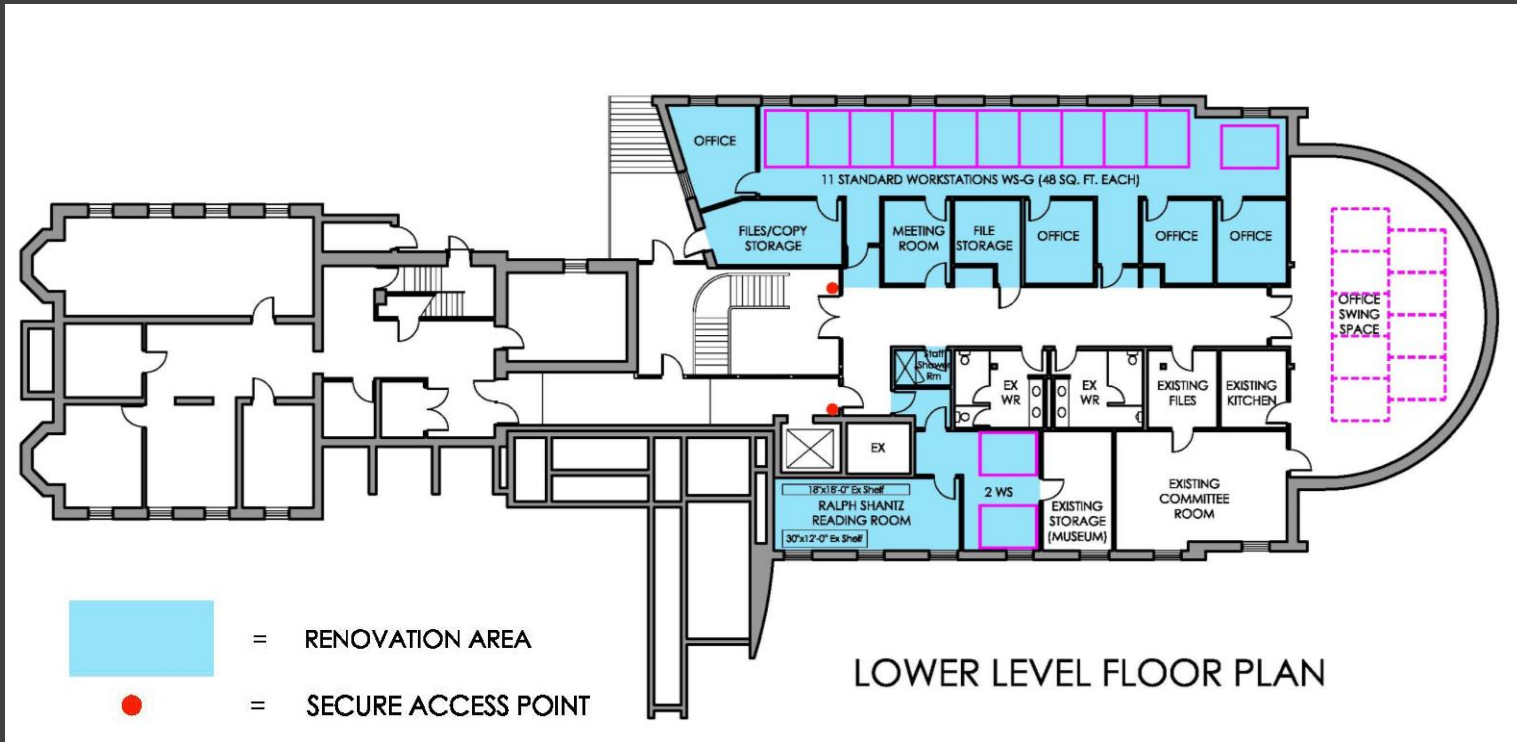 OFFICE
11 STANDARD WORKSTATIONS WS-G (48 SQ. FT. EACH)
FILES/COPY
STORAGE
MEETING
ROOM
FILE
STORAGE
OFFICE
OFFICE
OFFICE
OFFICE
SWING
SPACE
Staff
Shower
Rm
EX
WR
EX
WR
EXISTING
FILES
EXISTING
KITCHEN
EX
18"x18'-0" Ex Shelf
RALPH SHANTZ
READING ROOM
30"x12'-0" Ex Shelf
2 WS
EXISTING
STORAGE
(MUSEUM)
EXISTING
COMMITTEE
ROOM
= RENOVATION AREA
= SECURE ACCESS POINT
LOWER LEVEL FLOOR PLAN